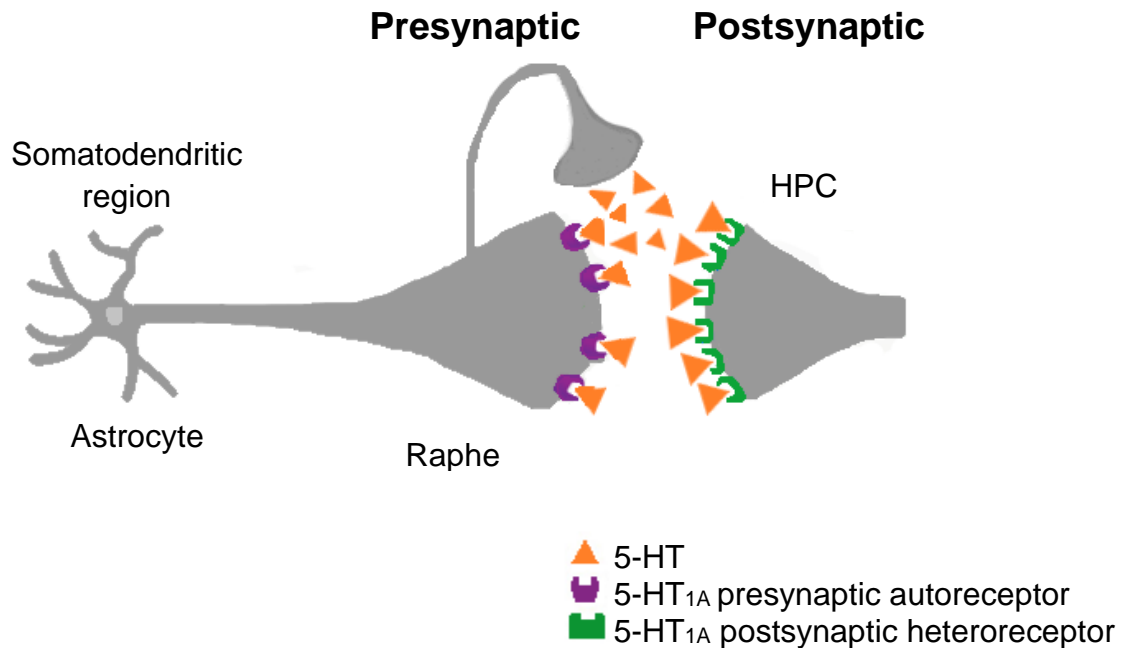 Presynaptic
Postsynaptic
Somatodendritic
region
HPC
Astrocyte
Raphe
5-HT
5-HT1A presynaptic autoreceptor
5-HT1A postsynaptic heteroreceptor